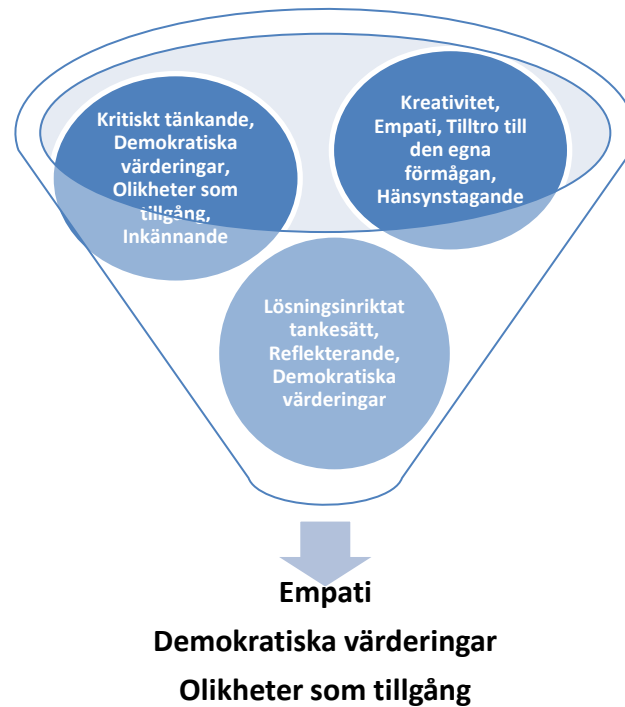 Kritiskt tänkande,
Demokratiska
värderingar,
Olikheter som
tillgång,
Inkännande
Kreativitet,
Empati, Tilltro till
den egna
förmågan,
Hänsynstagande
Lösningsinriktat
tankesätt,
Reflekterande,
Demokratiska
värderingar
Empati
Demokratiska värderingar
Olikheter som tillgång